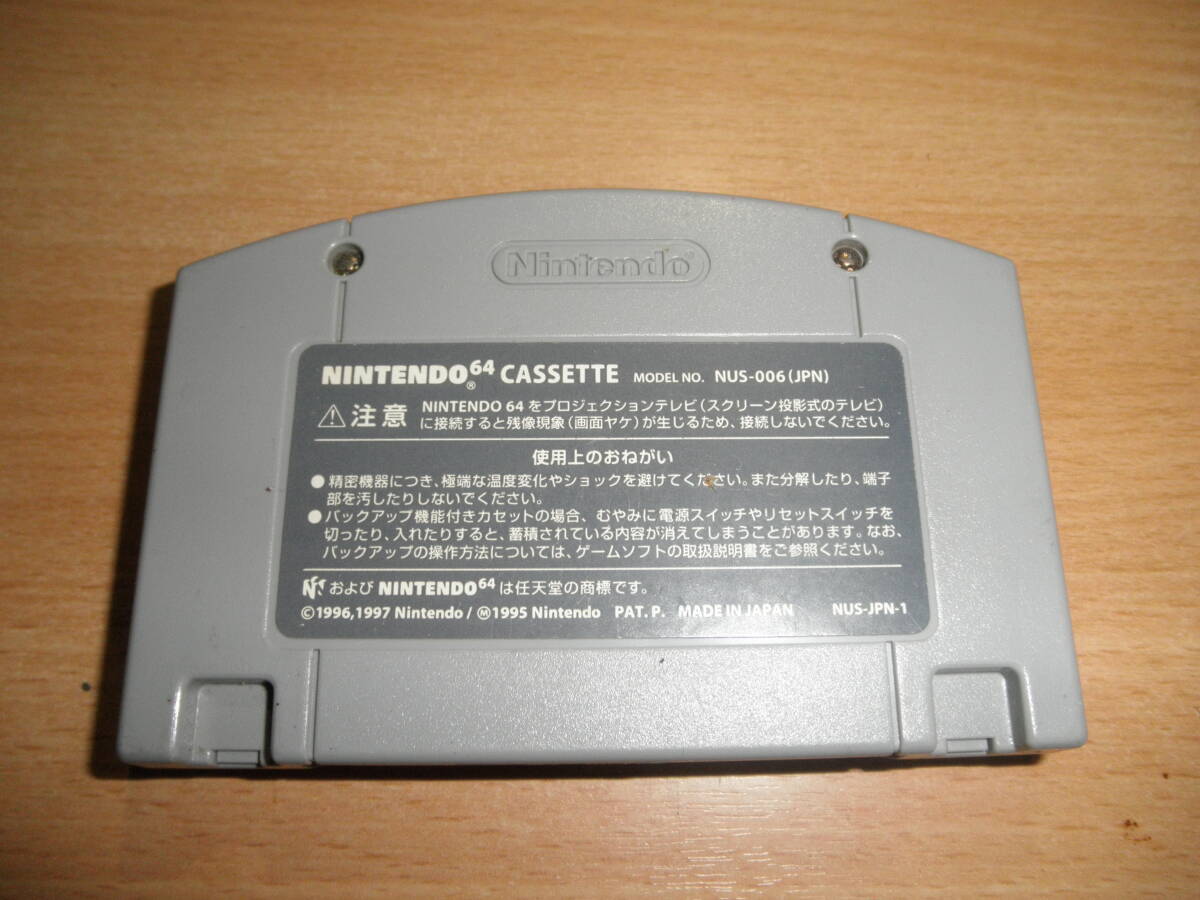 Nintendo®
NINTENDO64® CASSETTE MODEL NO. NUS-006(JPN)
⚠注意 NINTENDO 64 をプロジェクションテレビ(スクリーン投影式のテレビ)
に接続すると残像現象(画面ヤケ)が生じるため、接続しないでください。
使用上のおねがい
●精密機器につき、極端な温度変化やショックを避けてください。また分解したり、端子
部を汚したりしないでください。
●バックアップ機能付きカセットの場合、むやみに電源スイッチやリセットスイッチを
切ったり、入れたりすると、蓄積されている内容が消えてしまうことがあります。なお、
バックアップの操作方法については、ゲームソフトの取扱説明書をご参照ください。
および NINTENDO64 は任天堂の商標です。
©1996,1997 Nintendo / Ⓜ1995 Nintendo PAT. P. MADE IN JAPAN NUS-JPN-1